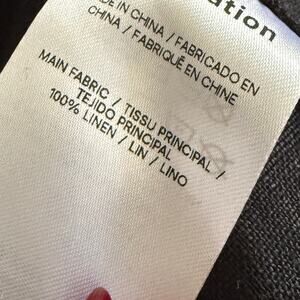 ation
DE IN CHINA / FABRICADO EN
CHINA / FABRIQUÉ EN CHINE
MAIN FABRIC / TISSU PRINCIPAL /
TEJIDO PRINCIPAL
100% LINEN / LIN / LINO